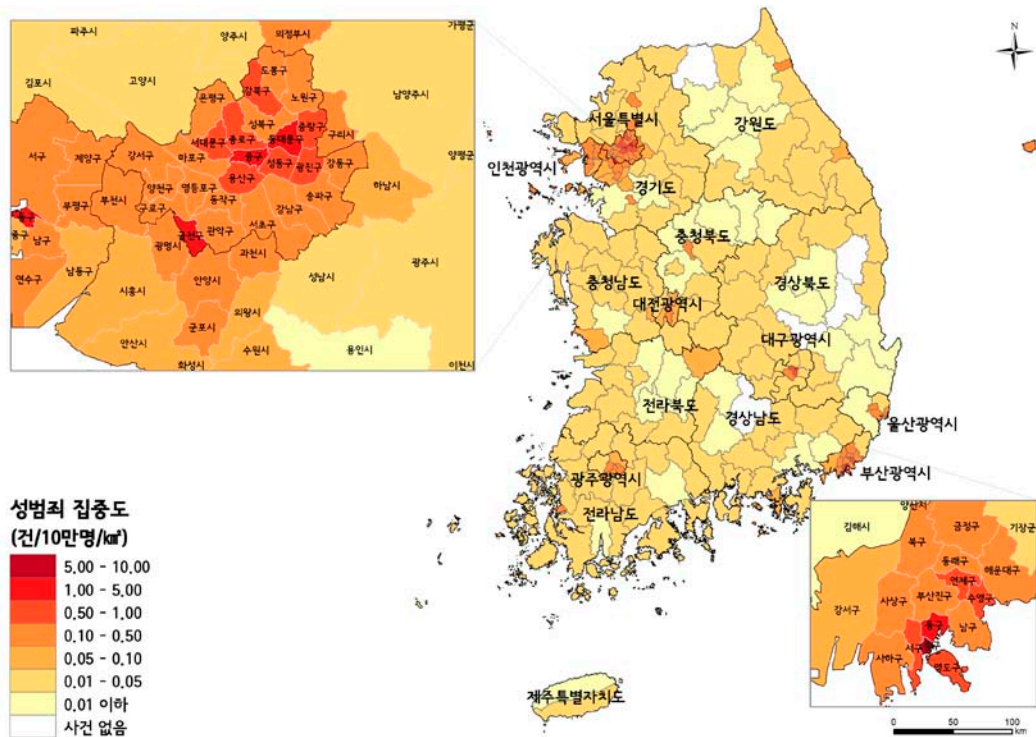 파주시
양주시
의정부시
가평군
김포시
고양시
도봉구
강북구
노원구
남양주시
은평구
성북구
중랑구
구리시
서구
계양구
강서구
마포구
서대문구
종로구
동대문구
중구
성동구
광진구
강동구
양평군
하남시
용산구
부평구
부천시
양천구
영등포구
구로구
동작구
강남구
송파구
중구
남구
광명시
금천구
관악구
서초구
과천시
연수구
남동구
시흥시
안양시
성남시
광주시
군포시
의왕시
안산시
화성시
수원시
용인시
이천시
N
서울특별시
강원도
인천광역시
경기도
충청북도
충청남도
경상북도
대전광역시
대구광역시
전라북도
경상남도
울산광역시
부산광역시
광주광역시
전라남도
제주특별자치도
성범죄 집중도
(건/10만명/㎢)
5.00 - 10.00
1.00 - 5.00
0.50 - 1.00
0.10 - 0.50
0.05 - 0.10
0.01 - 0.05
0.01 이하
사건 없음
김해시
북구
금정구
기장군
동래구
해운대구
연제구
수영구
강서구
사상구
부산진구
동구
남구
서구
사하구
영도구
0 50 100
km